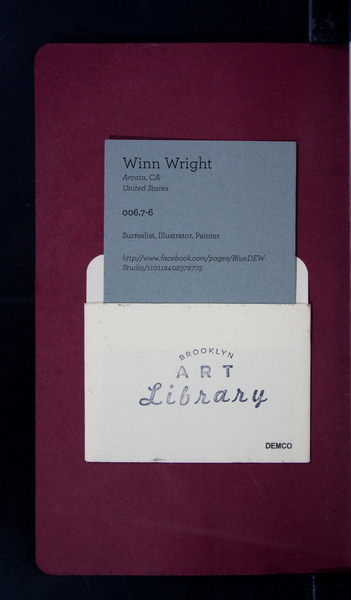 Winn Wright
Arcata, CA
United States
006.7-6
Surrealist, Illustrator, Painter
http://www.facebook.com/pages/BlueDEW-
Studio/110112402372775
BROOKLYN
ART
Library
DEMCO